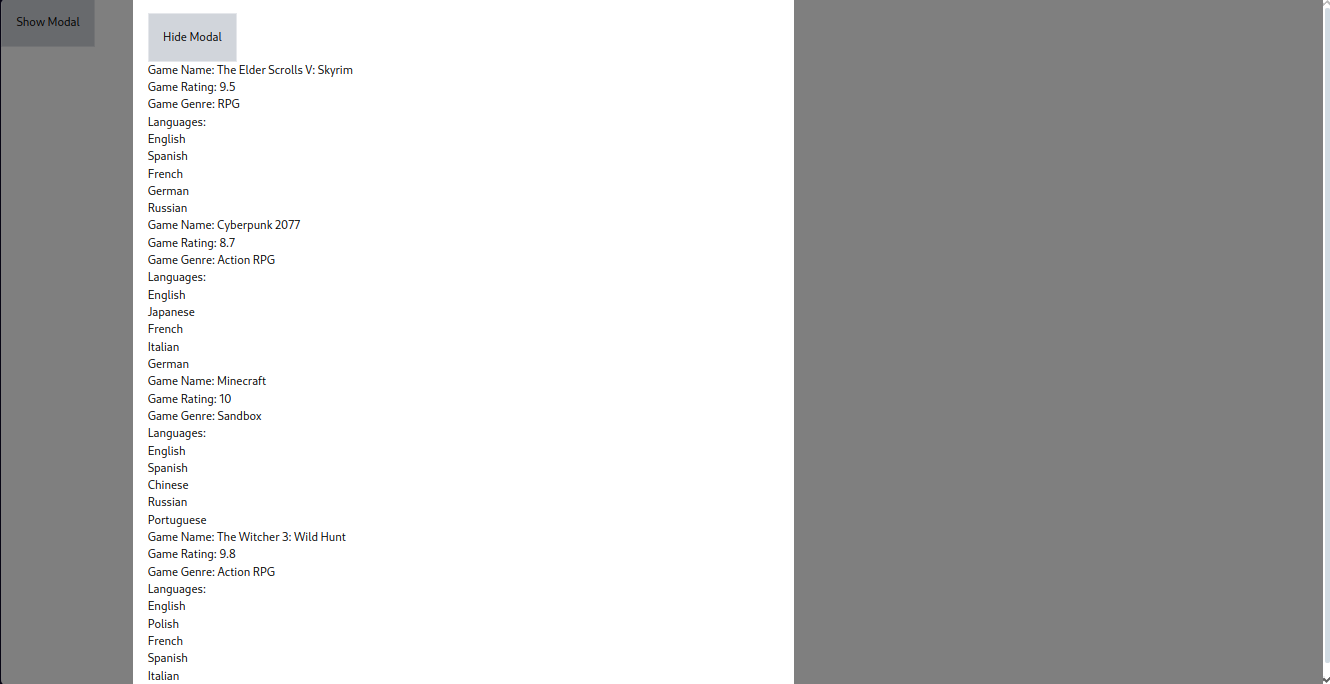 Show Modal
Hide Modal
Game Name: The Elder Scrolls V: Skyrim
Game Rating: 9.5
Game Genre: RPG
Languages:
English
Spanish
French
German
Russian
Game Name: Cyberpunk 2077
Game Rating: 8.7
Game Genre: Action RPG
Languages:
English
Japanese
French
Italian
German
Game Name: Minecraft
Game Rating: 10
Game Genre: Sandbox
Languages:
English
Spanish
Chinese
Russian
Portuguese
Game Name: The Witcher 3: Wild Hunt
Game Rating: 9.8
Game Genre: Action RPG
Languages:
English
Polish
French
Spanish
Italian